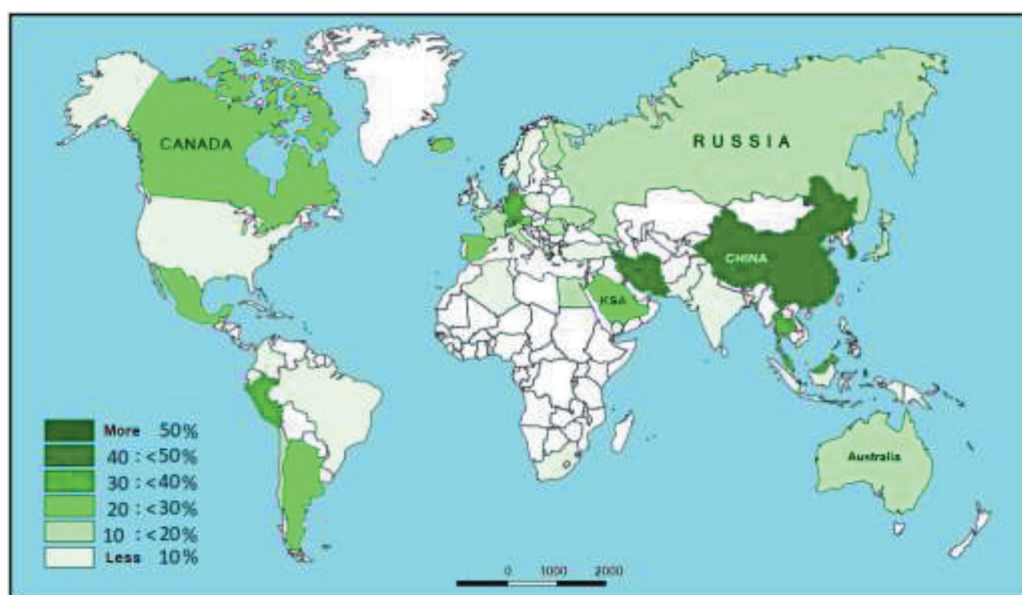 CANADA
RUSSIA
CHINA
KSA
Australia
More 50%
40 : <50%
30 : <40%
20 : <30%
10 : <20%
Less 10%
0 1000 2000